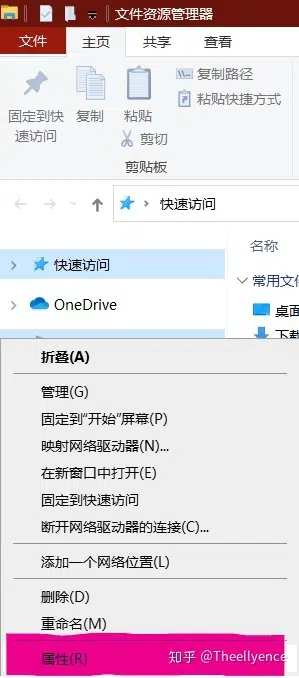 文件资源管理器
文件 主页 共享 查看
固定到快速访问
复制
粘贴
复制路径
粘贴快捷方式
剪切
剪贴板
快速访问
名称
快速访问
常用文件
OneDrive
桌面
下载
折叠(A)
管理(G)
固定到"开始"屏幕(P)
映射网络驱动器(N)...
在新窗口中打开(E)
固定到快速访问
断开网络驱动器的连接(C)...
添加一个网络位置(L)
删除(D)
重命名(M)
属性(R)
知乎 @Theellyence